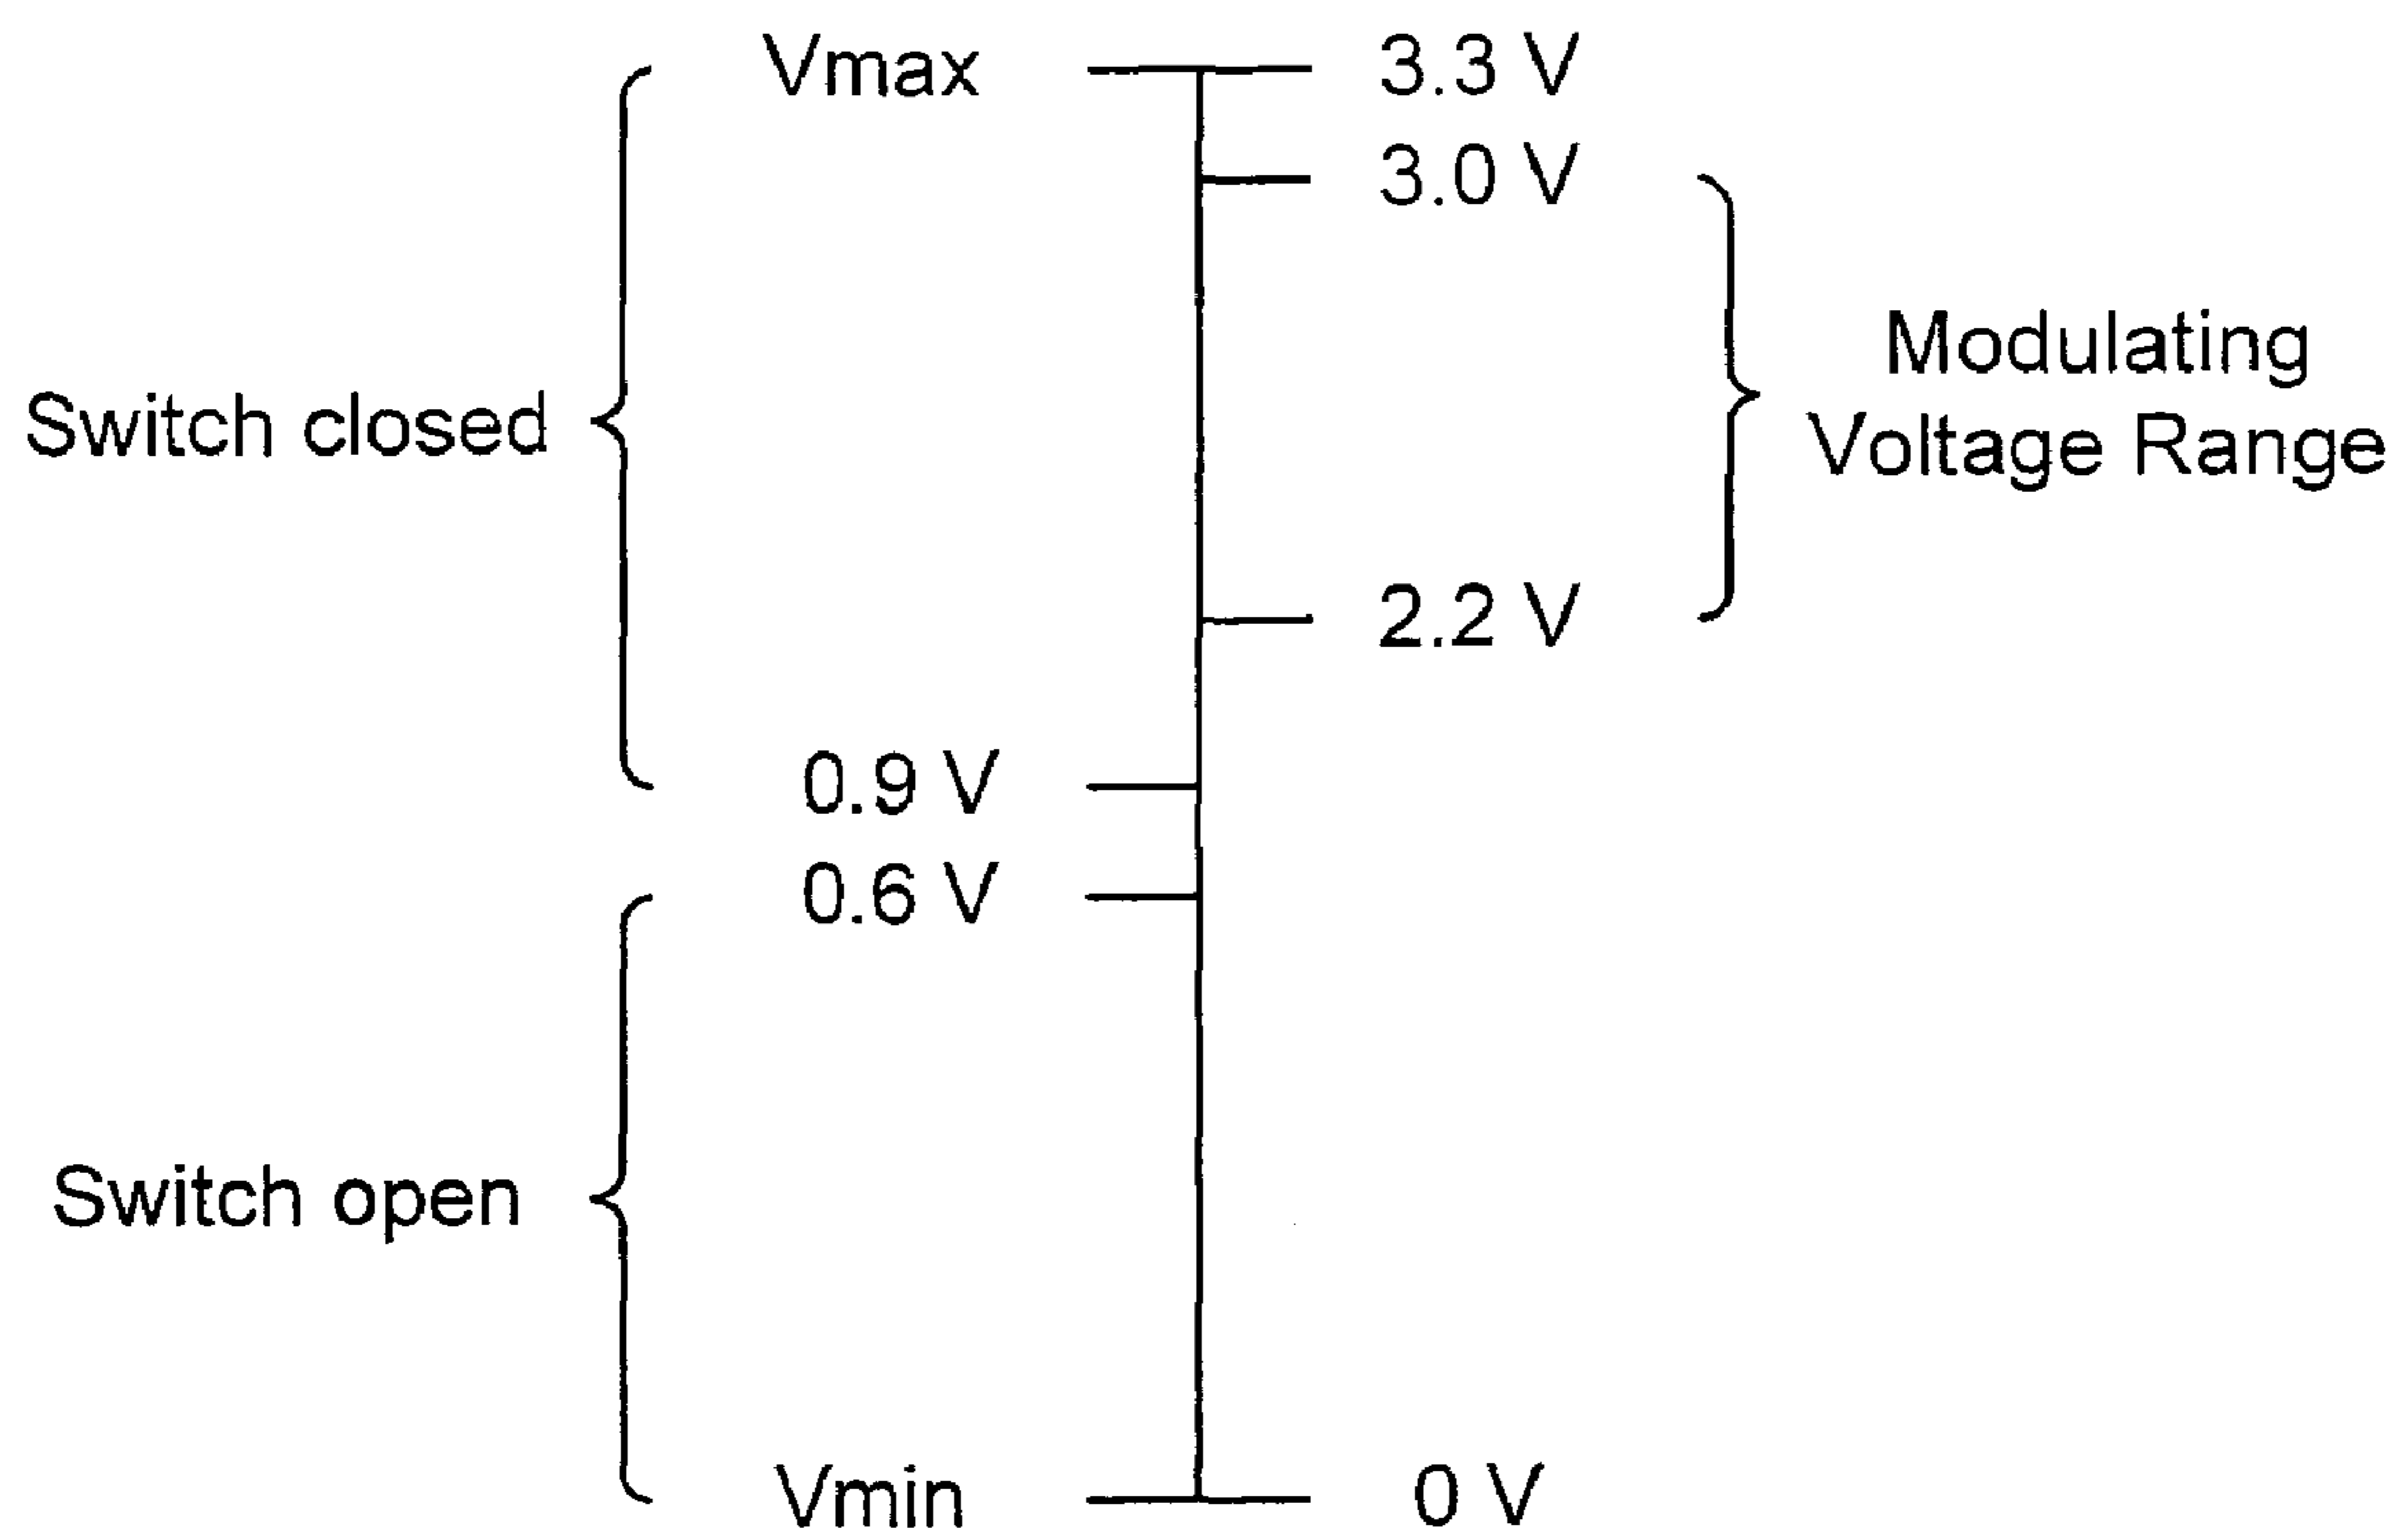 Vmax
3.3 V
3.0 V
Modulating
Voltage Range
Switch closed
2.2 V
0.9 V
0.6 V
Switch open
Vmin
0 V